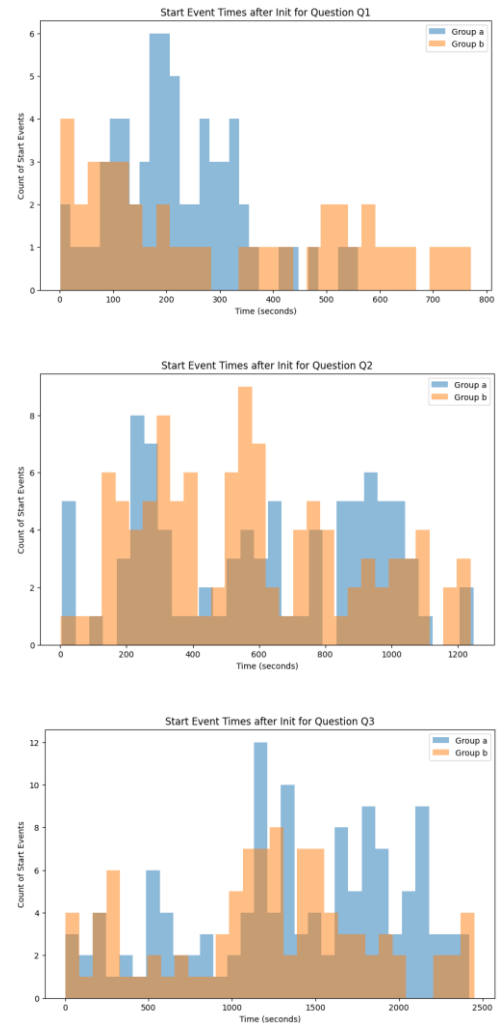 Start Event Times after Init for Question Q1
Group a
Group b
Count of Start Events
6
5
4
3
2
1
0
0 100 200 300 400 500 600 700 800
Time (seconds)
Start Event Times after Init for Question Q2
Group a
Group b
Count of Start Events
8
6
4
2
0
0 200 400 600 800 1000 1200
Time (seconds)
Start Event Times after Init for Question Q3
Group a
Group b
Count of Start Events
12
10
8
6
4
2
0
0 500 1000 1500 2000 2500
Time (seconds)